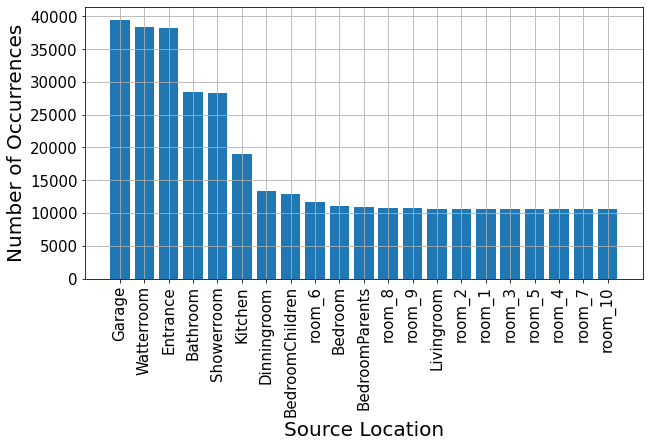 Number of Occurrences
40000
35000
30000
25000
20000
15000
10000
5000
0
Garage
Watterroom
Entrance
Bathroom
Showerroom
Kitchen
Dinningroom
BedroomChildren
room_6
Bedroom
BedroomParents
room_8
room_9
Livingroom
room_2
room_1
room_3
room_5
room_4
room_7
room_10
Source Location